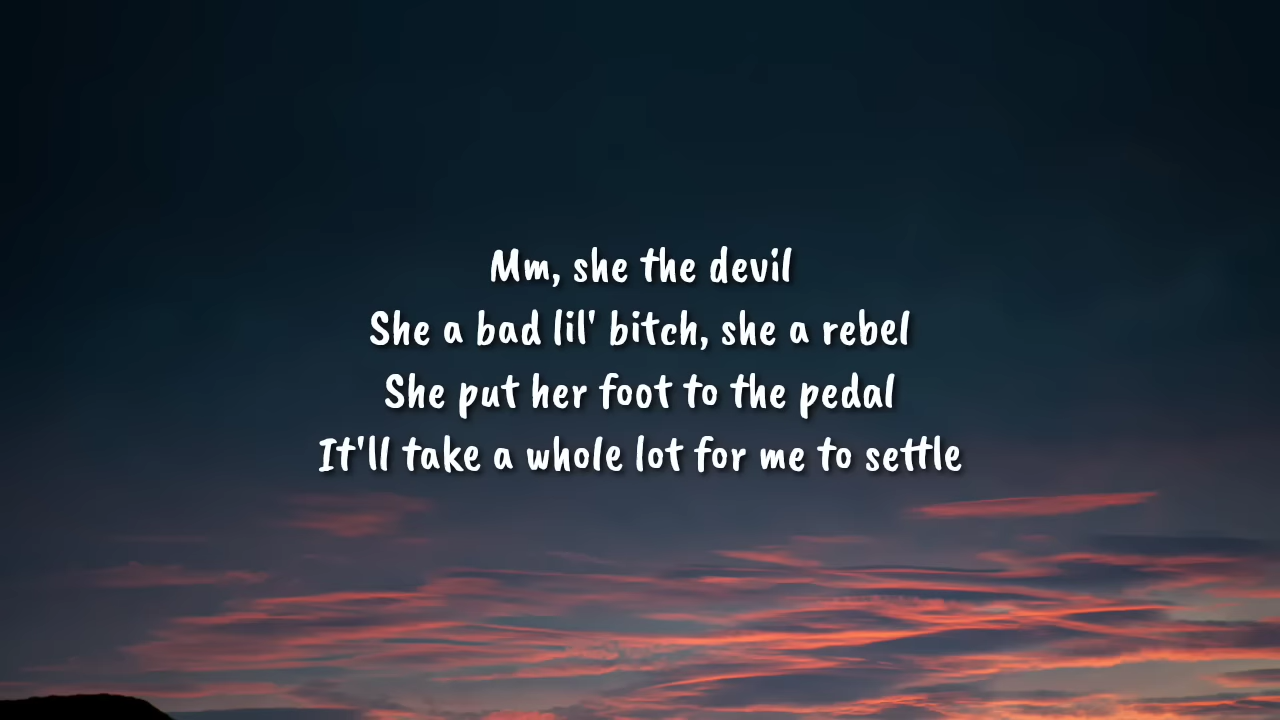 Mm, she the devil
She a bad lil' bitch, she a rebel
She put her foot to the pedal
It'll take a whole lot for me to settle